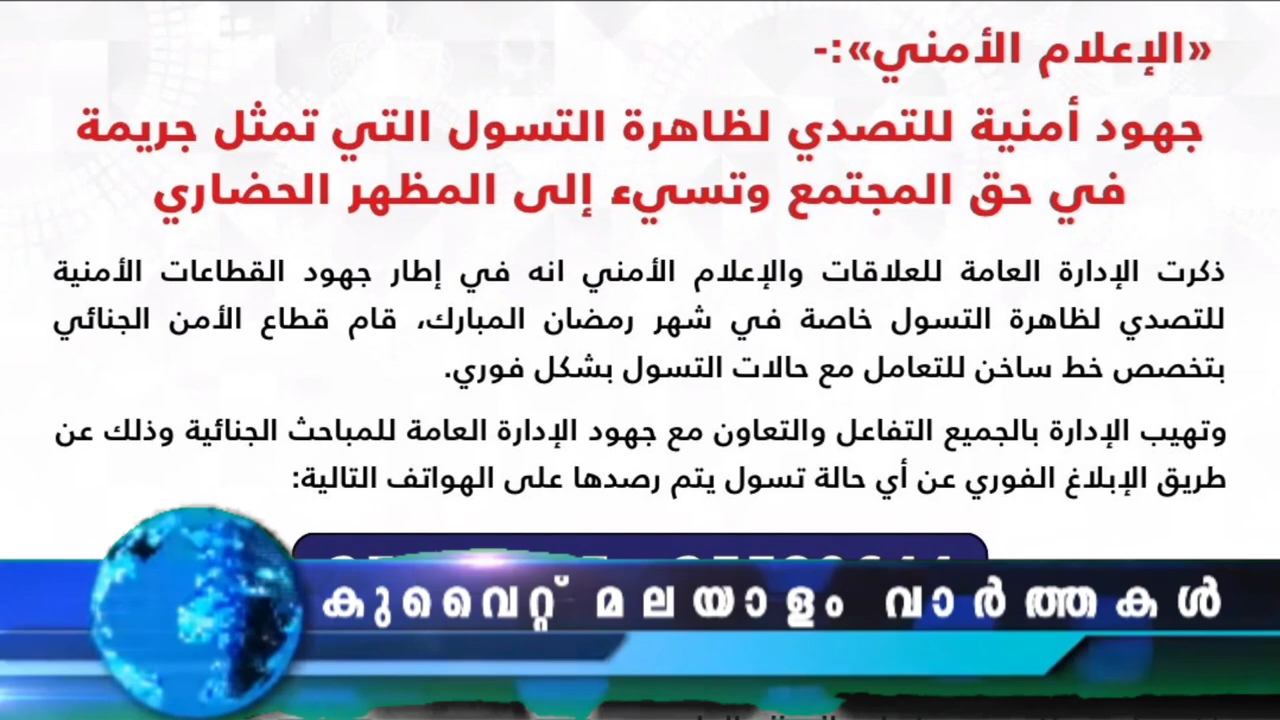 «الإعلام الأمني»:-
جهود أمنية للتصدي لظاهرة التسول التي تمثل جريمة
في حق المجتمع وتسيء إلى المظهر الحضاري
ذكرت الإدارة العامة للعلاقات والإعلام الأمني انه في إطار جهود القطاعات الأمنية
للتصدي لظاهرة التسول خاصة في شهر رمضان المبارك، قام قطاع الأمن الجنائي
بتخصص خط ساخن للتعامل مع حالات التسول بشكل فوري.
وتهيب الإدارة بالجميع التفاعل والتعاون مع جهود الإدارة العامة للمباحث الجنائية وذلك عن
طريق الإبلاغ الفوري عن أي حالة تسول يتم رصدها على الهواتف التالية:
കുവൈറ്റ് മലയാളം വാർത്തകൾ